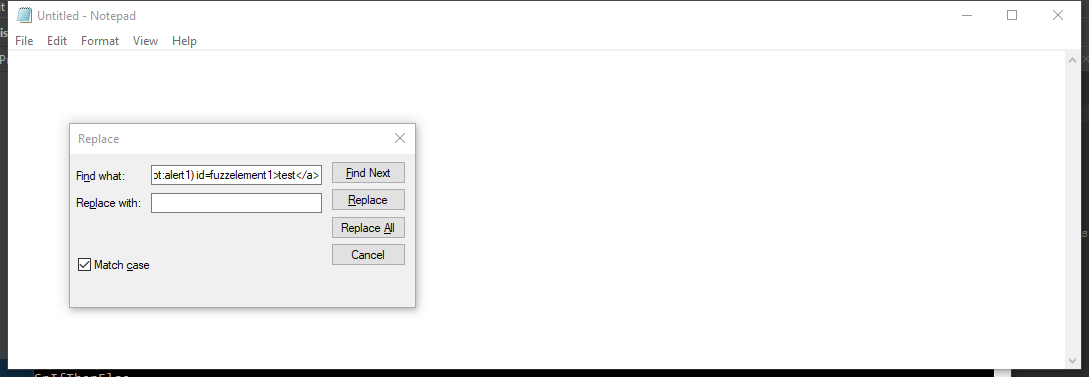 Untitled - Notepad
File Edit Format View Help
Replace
Find what: pt:alert1) id=fuzzelement1>test</a> Find Next
Replace with: Replace
Replace All
Cancel
Match case